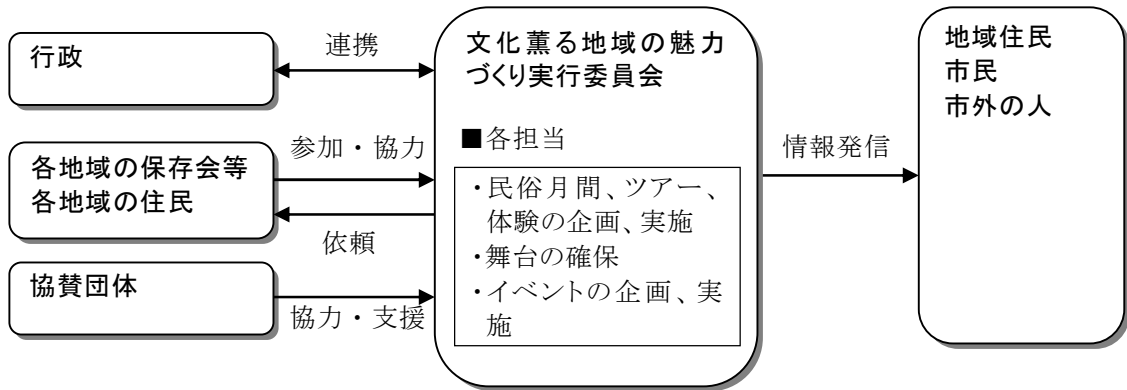 行政
連携
各地域の保存会等
各地域の住民
参加・協力
依頼
協賛団体
協力・支援
文化薫る地域の魅力
づくり実行委員会
■各担当
・民俗月間、ツアー、
体験の企画、実施
・舞台の確保
・イベントの企画、実
施
情報発信
地域住民
市民
市外の人